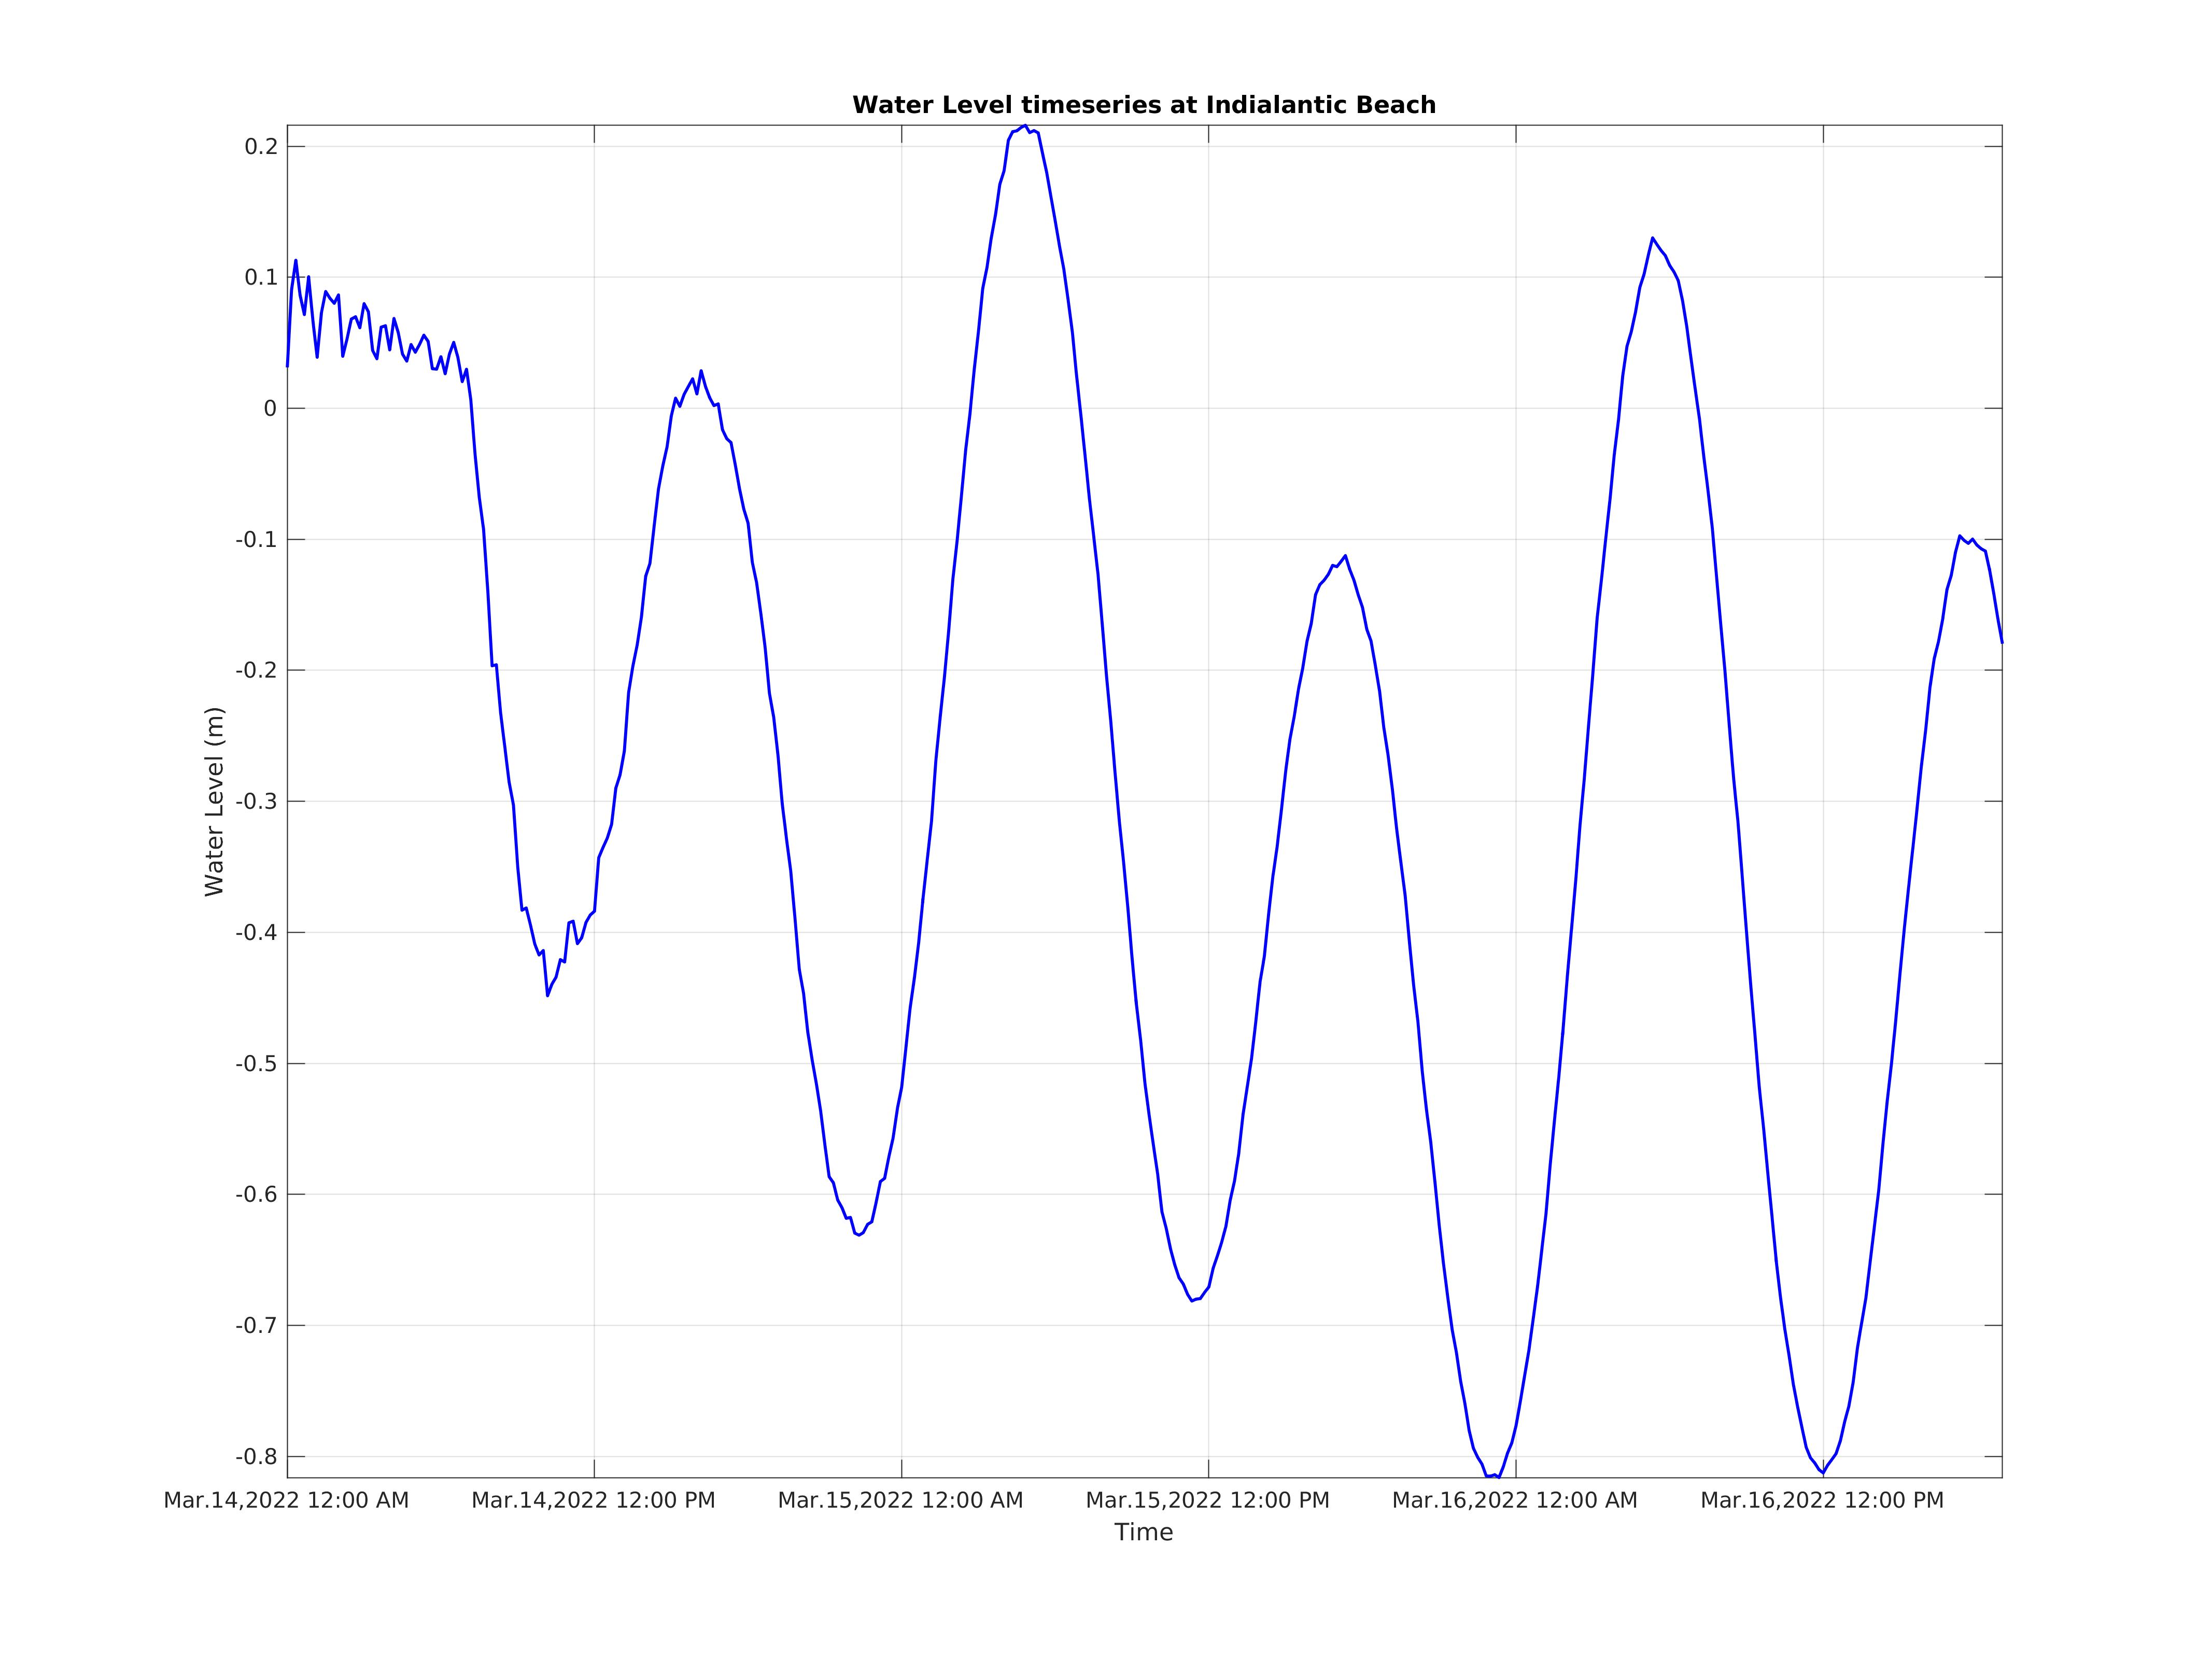 Water Level timeseries at Indialantic Beach
0.2
0.1
0
-0.1
-0.2
-0.3
-0.4
-0.5
-0.6
-0.7
-0.8
Water Level (m)
Mar.14,2022 12:00 AM Mar.14,2022 12:00 PM Mar.15,2022 12:00 AM Mar.15,2022 12:00 PM Mar.16,2022 12:00 AM Mar.16,2022 12:00 PM
Time